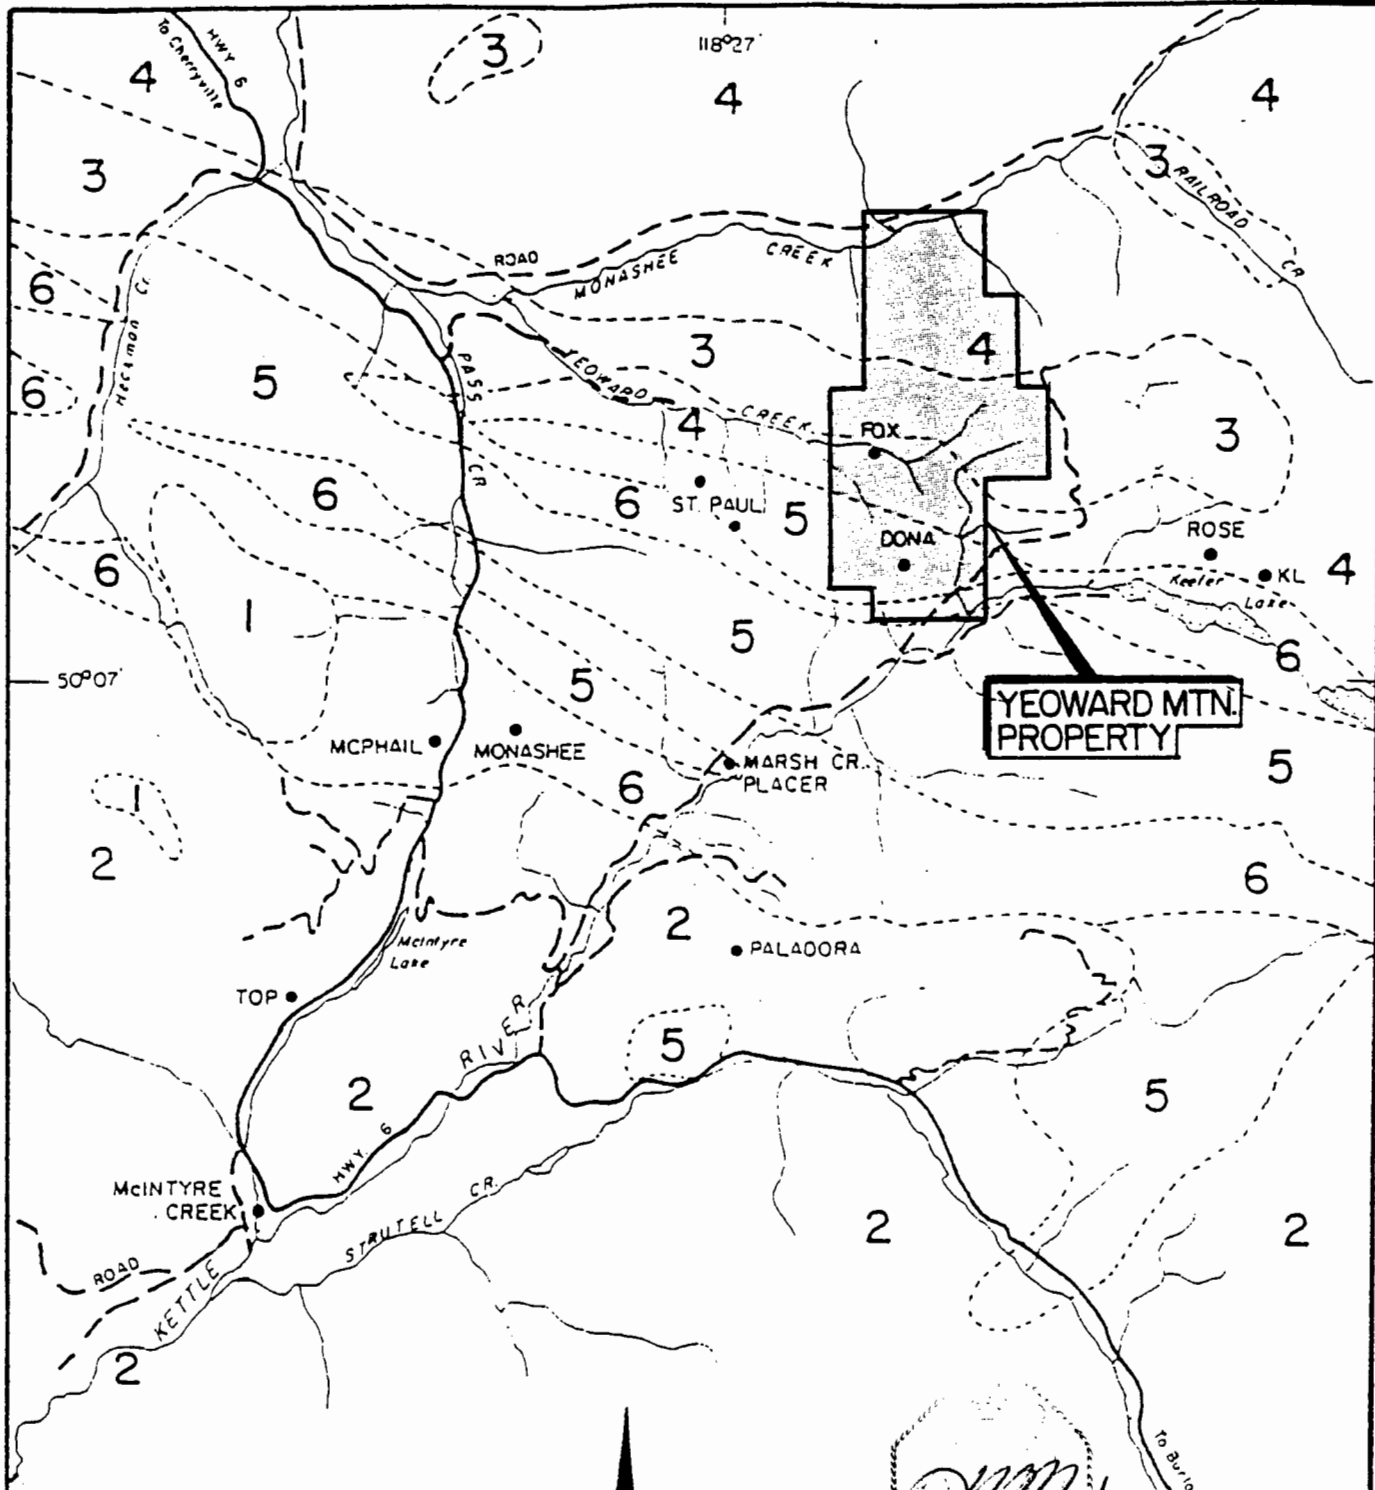 118°27'
To Cherryville
HWY 6
3
4
4
4
3
3
RAILROAD
CR
ROAD
MONASHEE
CREEK
6
Heckman Cr.
3
4
5
PASS
CR
YEOWARD
CREEK
6
4
FOX
3
6
6
ST. PAUL
5
DONA
ROSE
KL
4
Keefer
Lake
6
1
5
6
50°07'
5
YEOWARD MTN.
PROPERTY
MCPHAIL
MONASHEE
MARSH CR.
PLACER
5
1
6
2
6
2
McIntyre
Lake
PALADORA
TOP
RIVER
5
2
5
HWY. 6
McINTYRE
CREEK
CR.
STRUTELL
2
2
ROAD
KETTLE
2